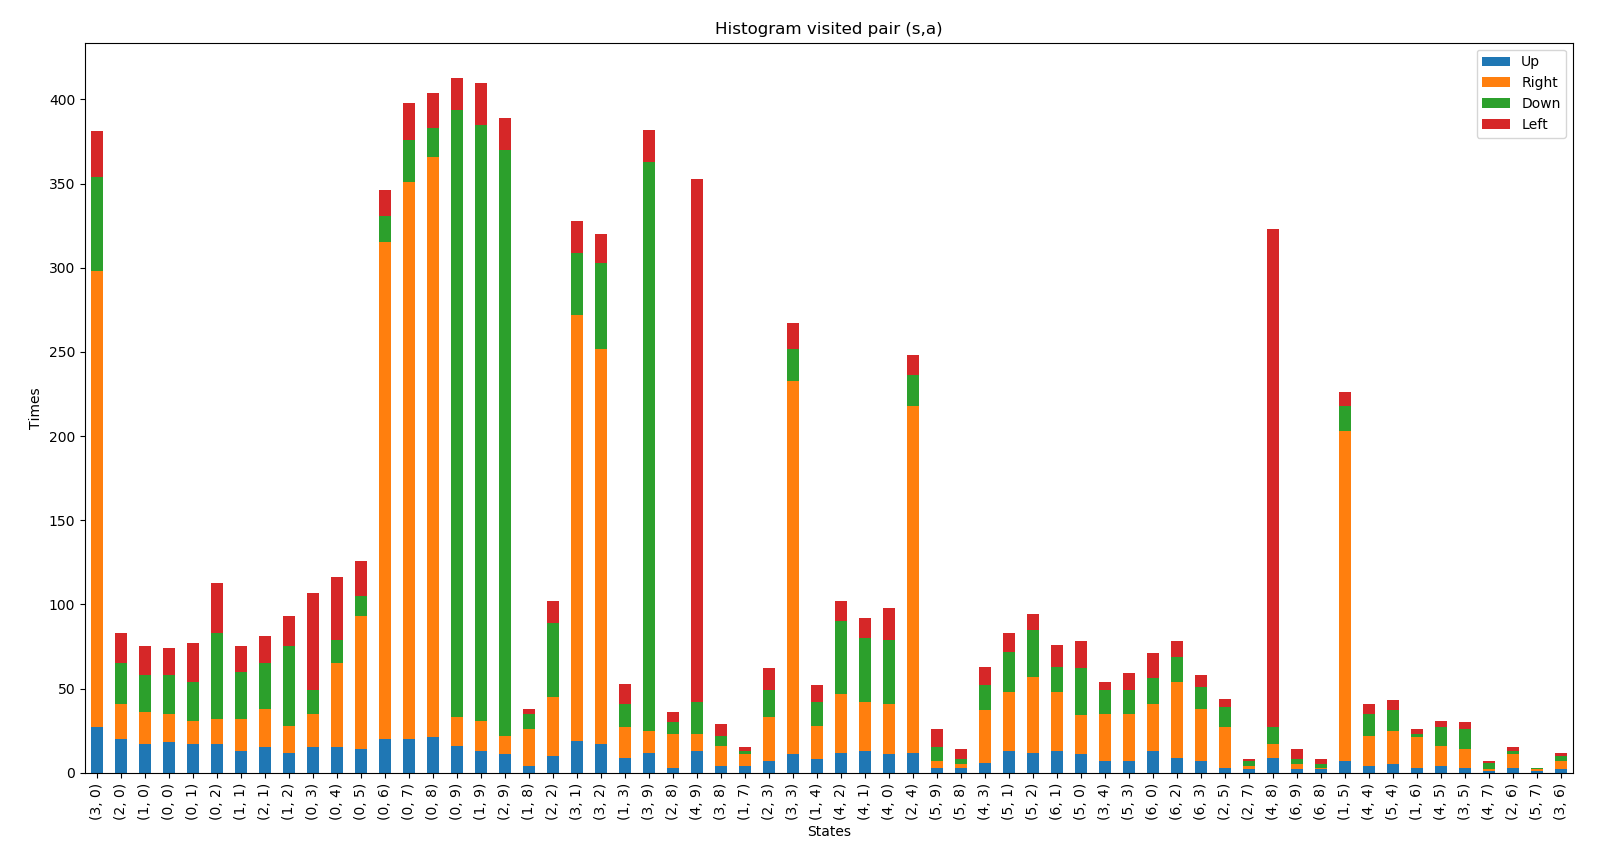 Histogram visited pair (s,a)
Up
Right
Down
Left
Times
400
350
300
250
200
150
100
50
0
(3, 0) (2, 0) (1, 0) (0, 0) (0, 1) (0, 2) (1, 1) (2, 1) (1, 2) (0, 3) (0, 4) (0, 5) (0, 6) (0, 7) (0, 8) (0, 9) (1, 9) (2, 9) (1, 8) (2, 2) (3, 1) (3, 2) (1, 3) (3, 9) (2, 8) (4, 9) (3, 8) (1, 7) (2, 3) (3, 3) (1, 4) (4, 2) (4, 1) (4, 0) (2, 4) (5, 9) (5, 8) (4, 3) (5, 1) (5, 2) (6, 1) (5, 0) (3, 4) (5, 3) (6, 0) (6, 2) (6, 3) (2, 5) (2, 7) (4, 8) (6, 9) (6, 8) (1, 5) (4, 4) (5, 4) (1, 6) (4, 5) (3, 5) (4, 7) (2, 6) (5, 7) (3, 6)
States